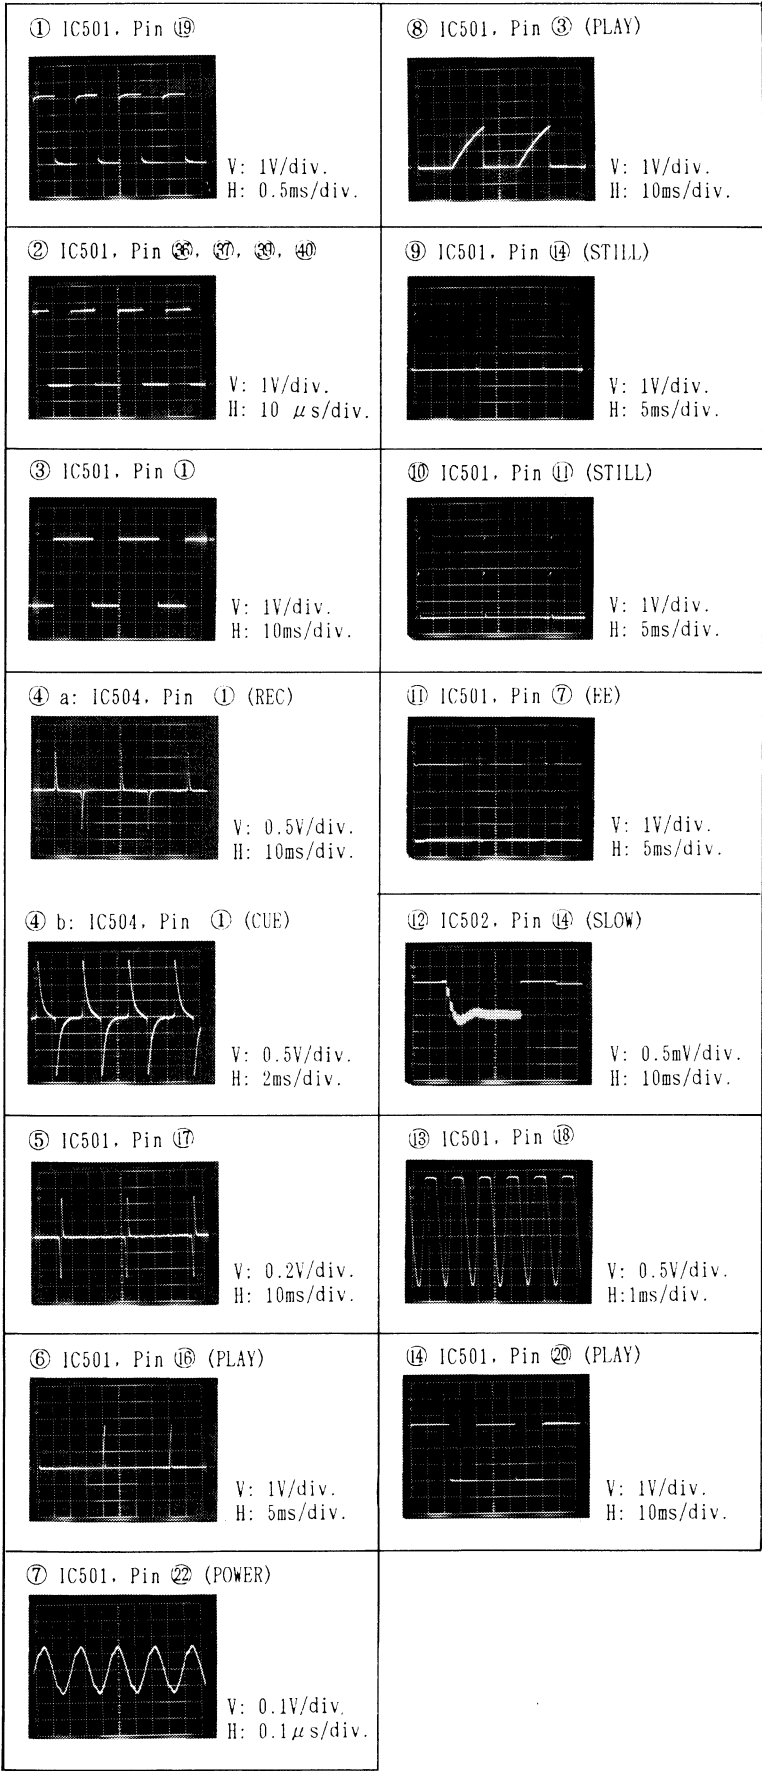 ① IC501, Pin ⑲
V: 1V/div.
H: 0.5ms/div.
② IC501, Pin ㊱, ㊲, ㊴, ㊵
V: 1V/div.
H: 10 μs/div.
③ IC501, Pin ①
V: 1V/div.
H: 10ms/div.
④ a: IC504, Pin ① (REC)
V: 0.5V/div.
H: 10ms/div.
④ b: IC504, Pin ① (CUE)
V: 0.5V/div.
H: 2ms/div.
⑤ IC501, Pin ⑰
V: 0.2V/div.
H: 10ms/div.
⑥ IC501, Pin ⑯ (PLAY)
V: 1V/div.
H: 5ms/div.
⑦ IC501, Pin ㉒ (POWER)
V: 0.1V/div.
H: 0.1μs/div.
⑧ IC501, Pin ③ (PLAY)
V: 1V/div.
H: 10ms/div.
⑨ IC501, Pin ⑭ (STILL)
V: 1V/div.
H: 5ms/div.
⑩ IC501, Pin ⑪ (STILL)
V: 1V/div.
H: 5ms/div.
⑪ IC501, Pin ⑦ (EE)
V: 1V/div.
H: 5ms/div.
⑫ IC502, Pin ⑭ (SLOW)
V: 0.5mV/div.
H: 10ms/div.
⑬ IC501, Pin ⑱
V: 0.5V/div.
H:1ms/div.
⑭ IC501, Pin ⑳ (PLAY)
V: 1V/div.
H: 10ms/div.